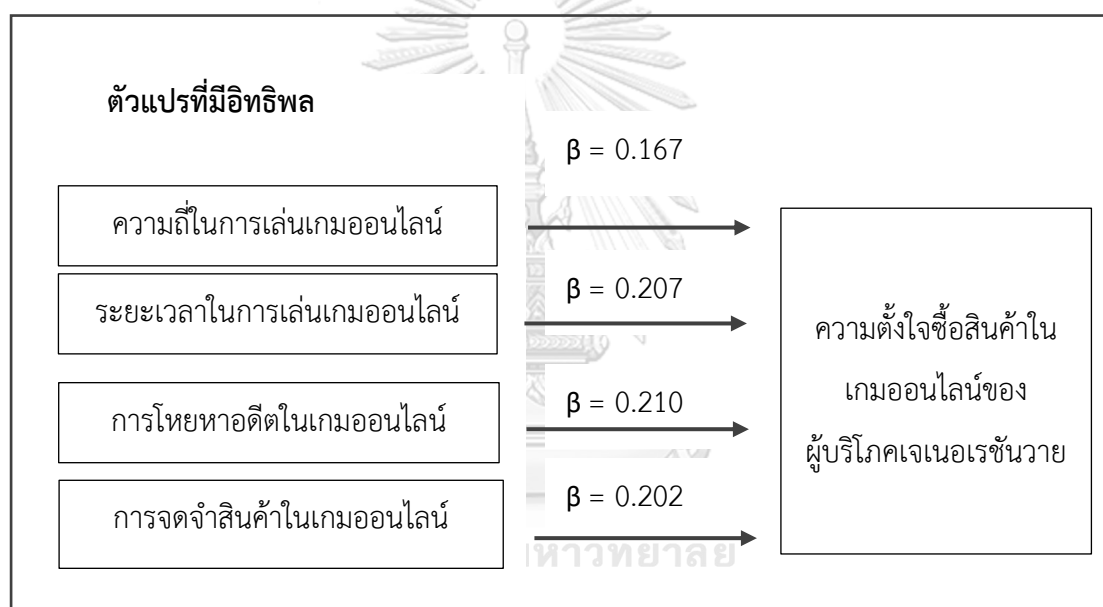 ตัวแปรที่มีอิทธิพล
β = 0.167
ความถี่ในการเล่นเกมออนไลน์
β = 0.207
ระยะเวลาในการเล่นเกมออนไลน์
β = 0.210
การโหยหาอดีตในเกมออนไลน์
β = 0.202
การจดจำสินค้าในเกมออนไลน์
ความตั้งใจซื้อสินค้าใน
เกมออนไลน์ของ
ผู้บริโภคเจเนอเรชันวาย
หาวิทยาลัย